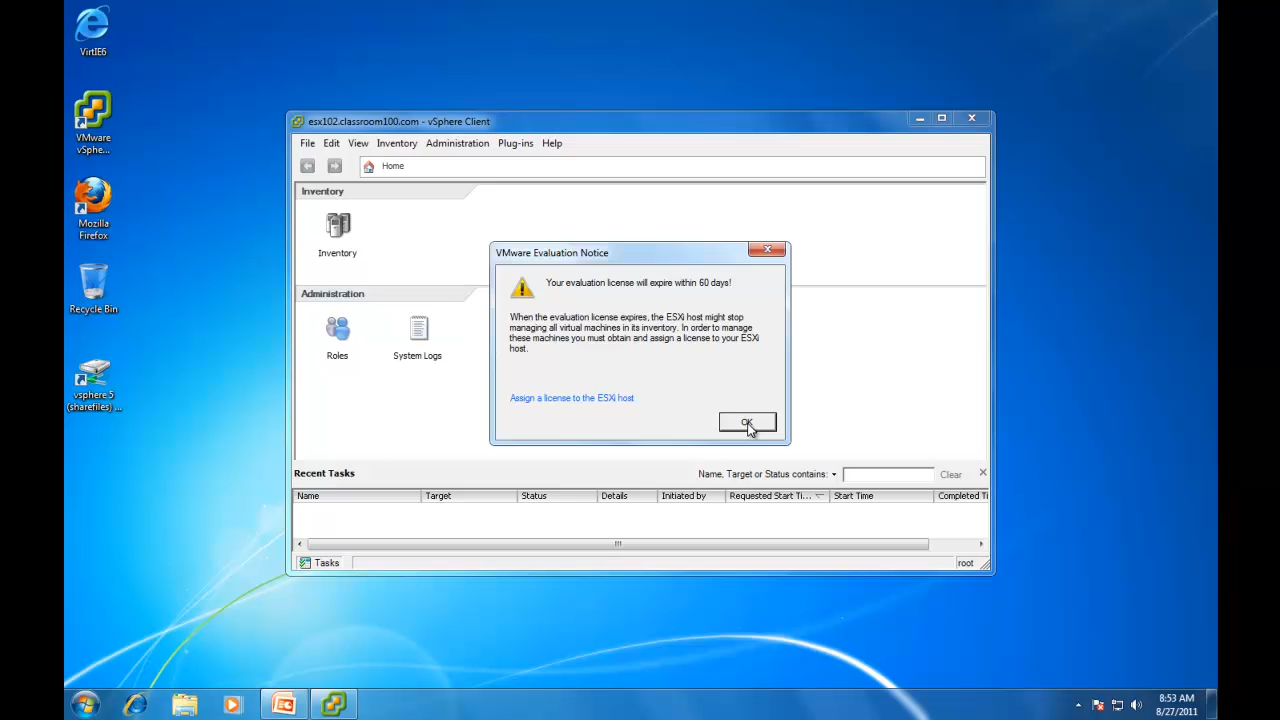 VirtIE6
VMware
vSphe...
Mozilla
Firefox
Recycle Bin
vsphere 5
(sharefiles) ...
esx102.classroom100.com - vSphere Client
File Edit View Inventory Administration Plug-ins Help
Home
Inventory
Inventory
Administration
Roles
System Logs
VMware Evaluation Notice
Your evaluation license will expire within 60 days!
When the evaluation license expires, the ESXi host might stop
managing all virtual machines in its inventory. In order to manage
these machines you must obtain and assign a license to your ESXi
host.
Assign a license to the ESXi host
OK
Recent Tasks
Name, Target or Status contains:
Clear
Name Target Status Details Initiated by Requested Start Ti... Start Time Completed Ti
Tasks
root
8:53 AM
8/27/2011